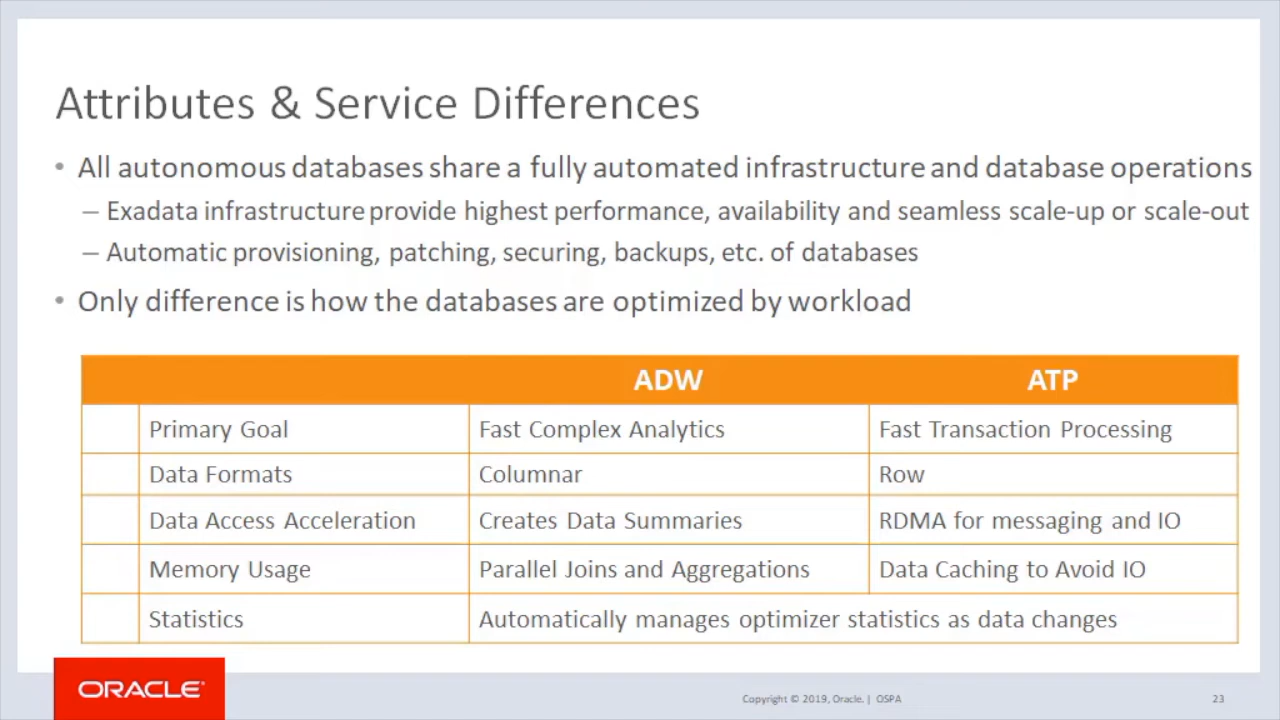 Attributes & Service Differences
• All autonomous databases share a fully automated infrastructure and database operations
– Exadata infrastructure provide highest performance, availability and seamless scale-up or scale-out
– Automatic provisioning, patching, securing, backups, etc. of databases
• Only difference is how the databases are optimized by workload
ADW ATP
Primary Goal Fast Complex Analytics Fast Transaction Processing
Data Formats Columnar Row
Data Access Acceleration Creates Data Summaries RDMA for messaging and IO
Memory Usage Parallel Joins and Aggregations Data Caching to Avoid IO
Statistics Automatically manages optimizer statistics as data changes
ORACLE®
Copyright © 2019, Oracle. | OSPA 23